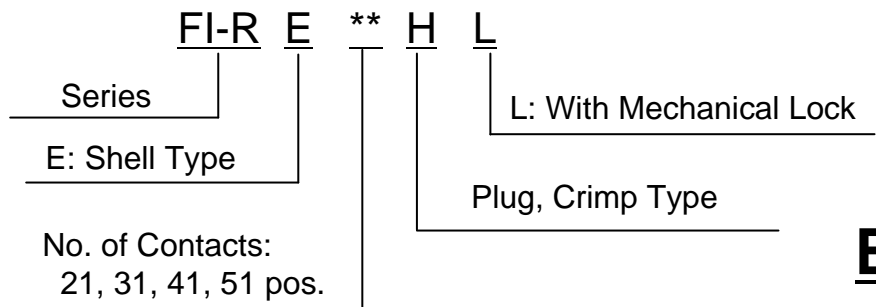 FI-R E ** H L
Series
L: With Mechanical Lock
E: Shell Type
Plug, Crimp Type
No. of Contacts:
21, 31, 41, 51 pos.